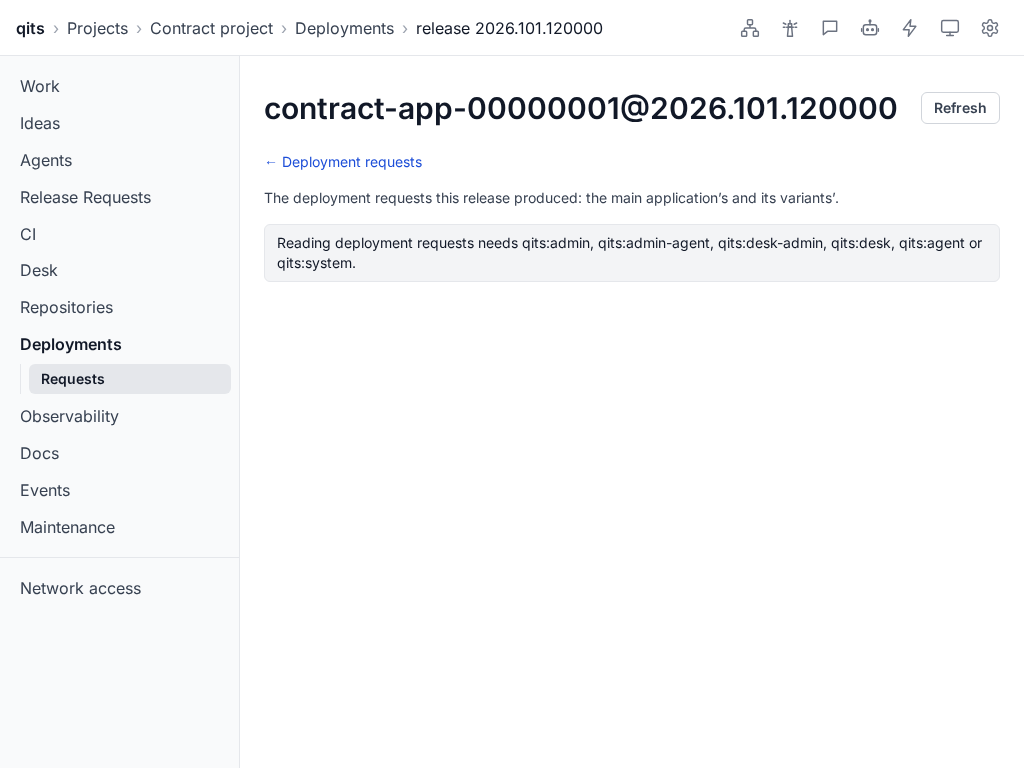 qits › Projects › Contract project › Deployments › release 2026.101.120000
Work
Ideas
Agents
Release Requests
CI
Desk
Repositories
Deployments
Requests
Observability
Docs
Events
Maintenance
Network access
contract-app-00000001@2026.101.120000
Refresh
← Deployment requests
The deployment requests this release produced: the main application’s and its variants’.
Reading deployment requests needs qits:admin, qits:admin-agent, qits:desk-admin, qits:desk, qits:agent or
qits:system.